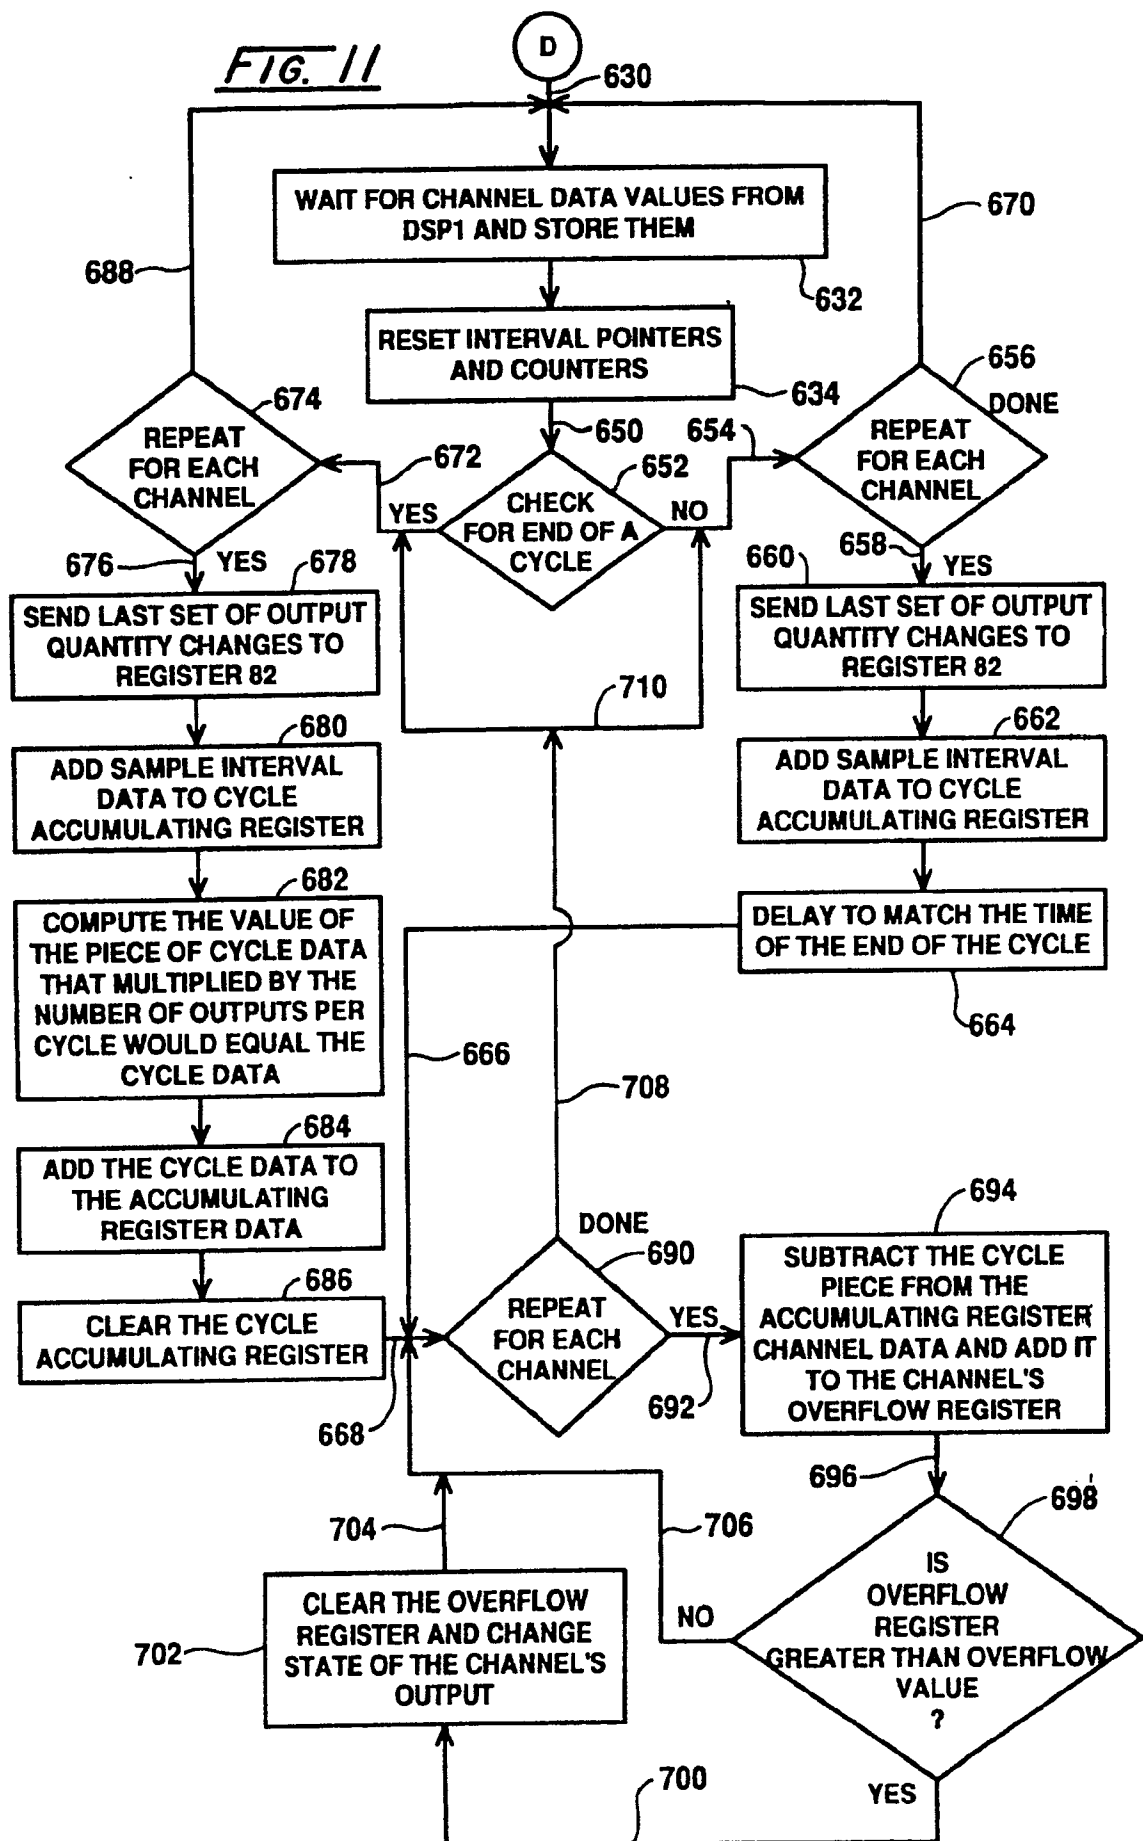 FIG. 11
D
630
WAIT FOR CHANNEL DATA VALUES FROM
DSP1 AND STORE THEM
632
670
688
RESET INTERVAL POINTERS
AND COUNTERS
634
656
DONE
674
REPEAT
FOR EACH
CHANNEL
672
650
654
652
CHECK
FOR END OF A
CYCLE
YES
NO
REPEAT
FOR EACH
CHANNEL
676
YES
678
658
YES
660
SEND LAST SET OF OUTPUT
QUANTITY CHANGES TO
REGISTER 82
SEND LAST SET OF OUTPUT
QUANTITY CHANGES TO
REGISTER 82
710
680
662
ADD SAMPLE INTERVAL
DATA TO CYCLE
ACCUMULATING REGISTER
ADD SAMPLE INTERVAL
DATA TO CYCLE
ACCUMULATING REGISTER
682
COMPUTE THE VALUE OF
THE PIECE OF CYCLE DATA
THAT MULTIPLIED BY THE
NUMBER OF OUTPUTS PER
CYCLE WOULD EQUAL THE
CYCLE DATA
DELAY TO MATCH THE TIME
OF THE END OF THE CYCLE
664
666
708
684
ADD THE CYCLE DATA TO
THE ACCUMULATING
REGISTER DATA
686
CLEAR THE CYCLE
ACCUMULATING REGISTER
668
DONE
690
REPEAT
FOR EACH
CHANNEL
YES
692
694
SUBTRACT THE CYCLE
PIECE FROM THE
ACCUMULATING REGISTER
CHANNEL DATA AND ADD IT
TO THE CHANNEL'S
OVERFLOW REGISTER
696
698
704
706
IS
OVERFLOW
REGISTER
GREATER THAN OVERFLOW
VALUE
?
NO
702
CLEAR THE OVERFLOW
REGISTER AND CHANGE
STATE OF THE CHANNEL'S
OUTPUT
700
YES